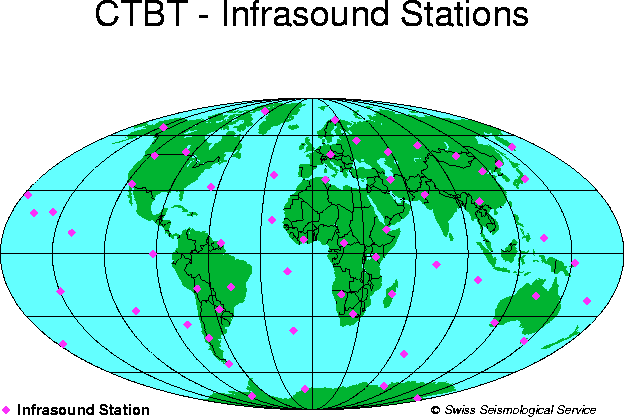 CTBT - Infrasound Stations
Infrasound Station
© Swiss Seismological Service